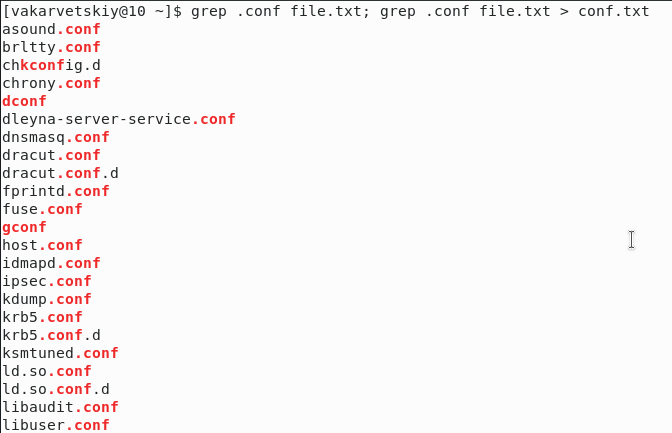 [vakarvetskiy@10 ~]$ grep .conf file.txt; grep .conf file.txt > conf.txt
asound.conf
brltty.conf
chkconfig.d
chrony.conf
dconf
dleyna-server-service.conf
dnsmasq.conf
dracut.conf
dracut.conf.d
fprintd.conf
fuse.conf
gconf
host.conf
idmapd.conf
ipsec.conf
kdump.conf
krb5.conf
krb5.conf.d
ksmtuned.conf
ld.so.conf
ld.so.conf.d
libaudit.conf
libuser.conf